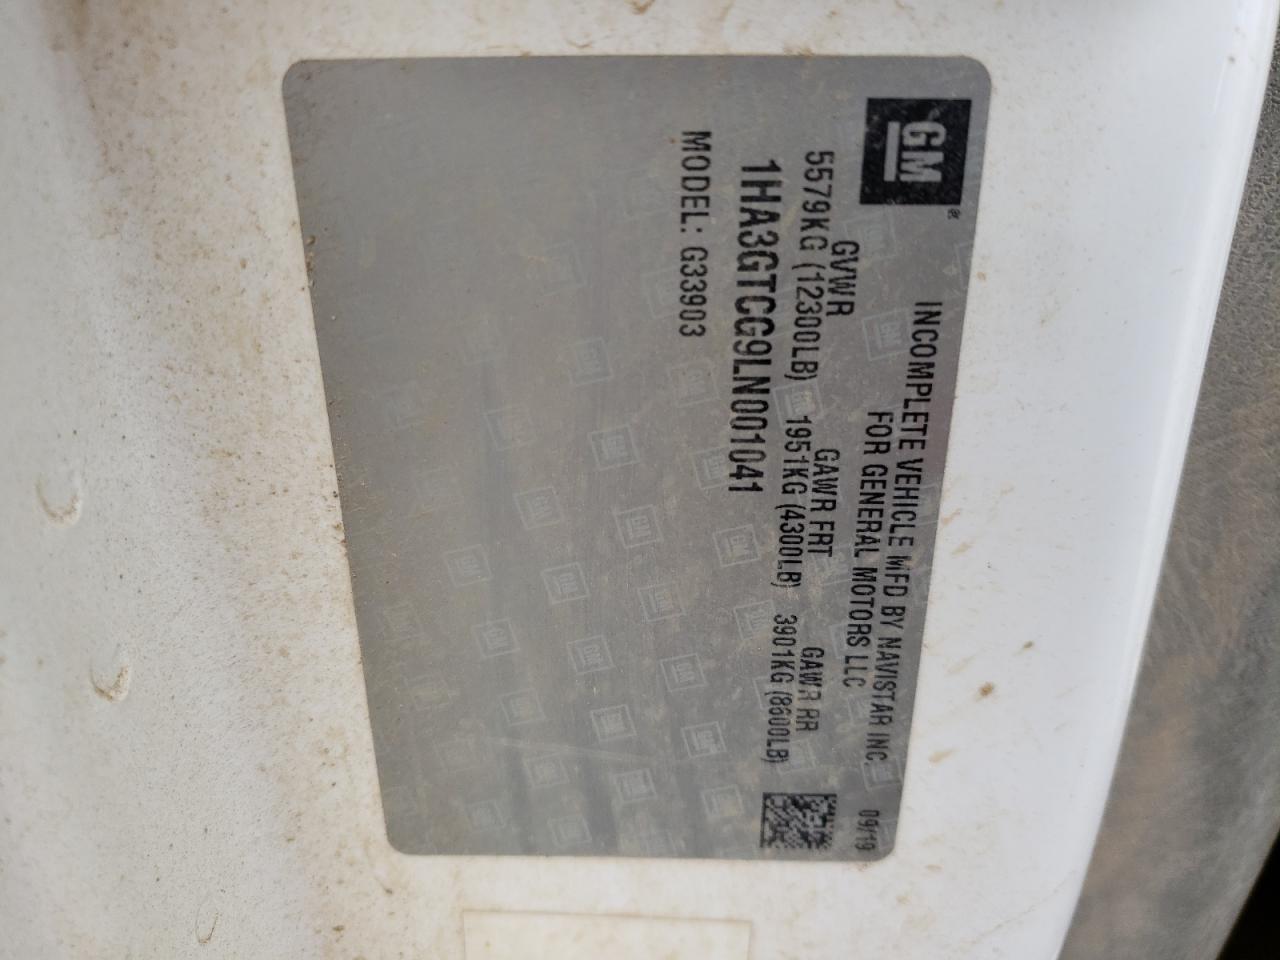 GM®
INCOMPLETE VEHICLE MFD BY NAVISTAR INC.
FOR GENERAL MOTORS LLC
09/19
GVWR GAWR FRT GAWR RR
5579KG (12300LB) 1951KG (4300LB) 3901KG (8600LB)
1HA3GTCG9LN001041
MODEL: G33903